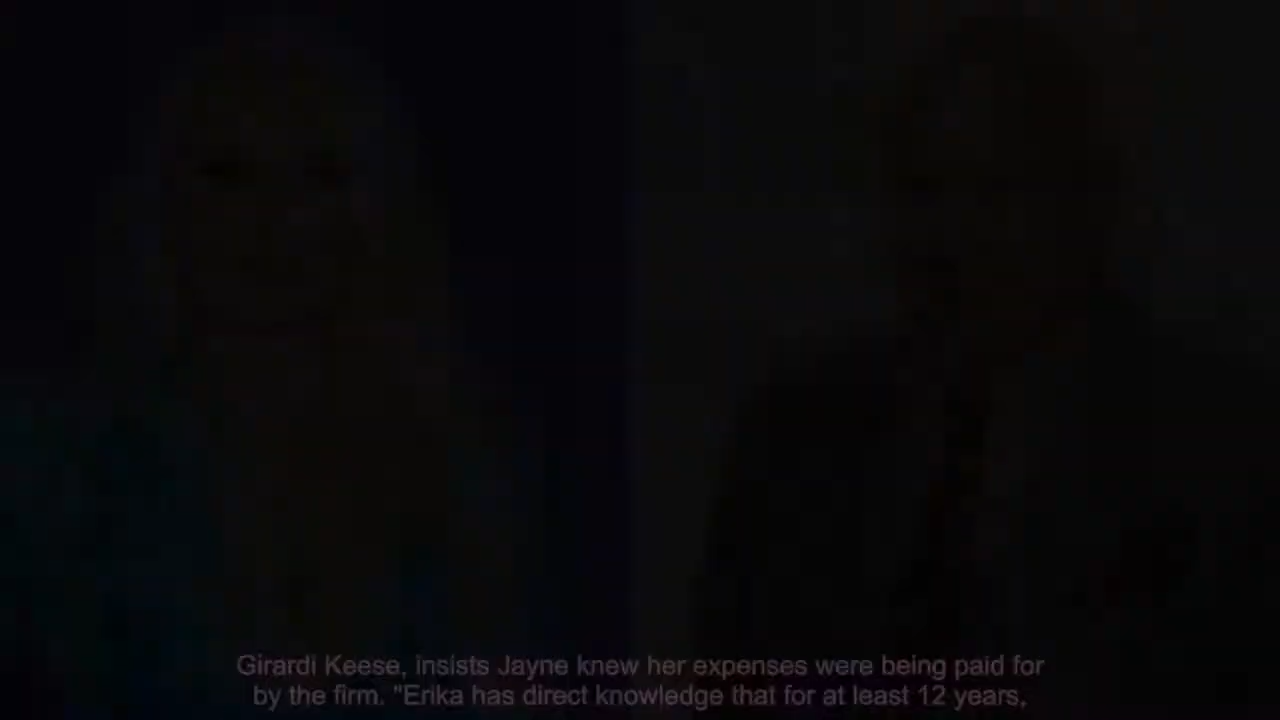 Girardi Keese, insists Jayne knew her expenses were being paid for
by the firm. "Erika has direct knowledge that for at least 12 years,